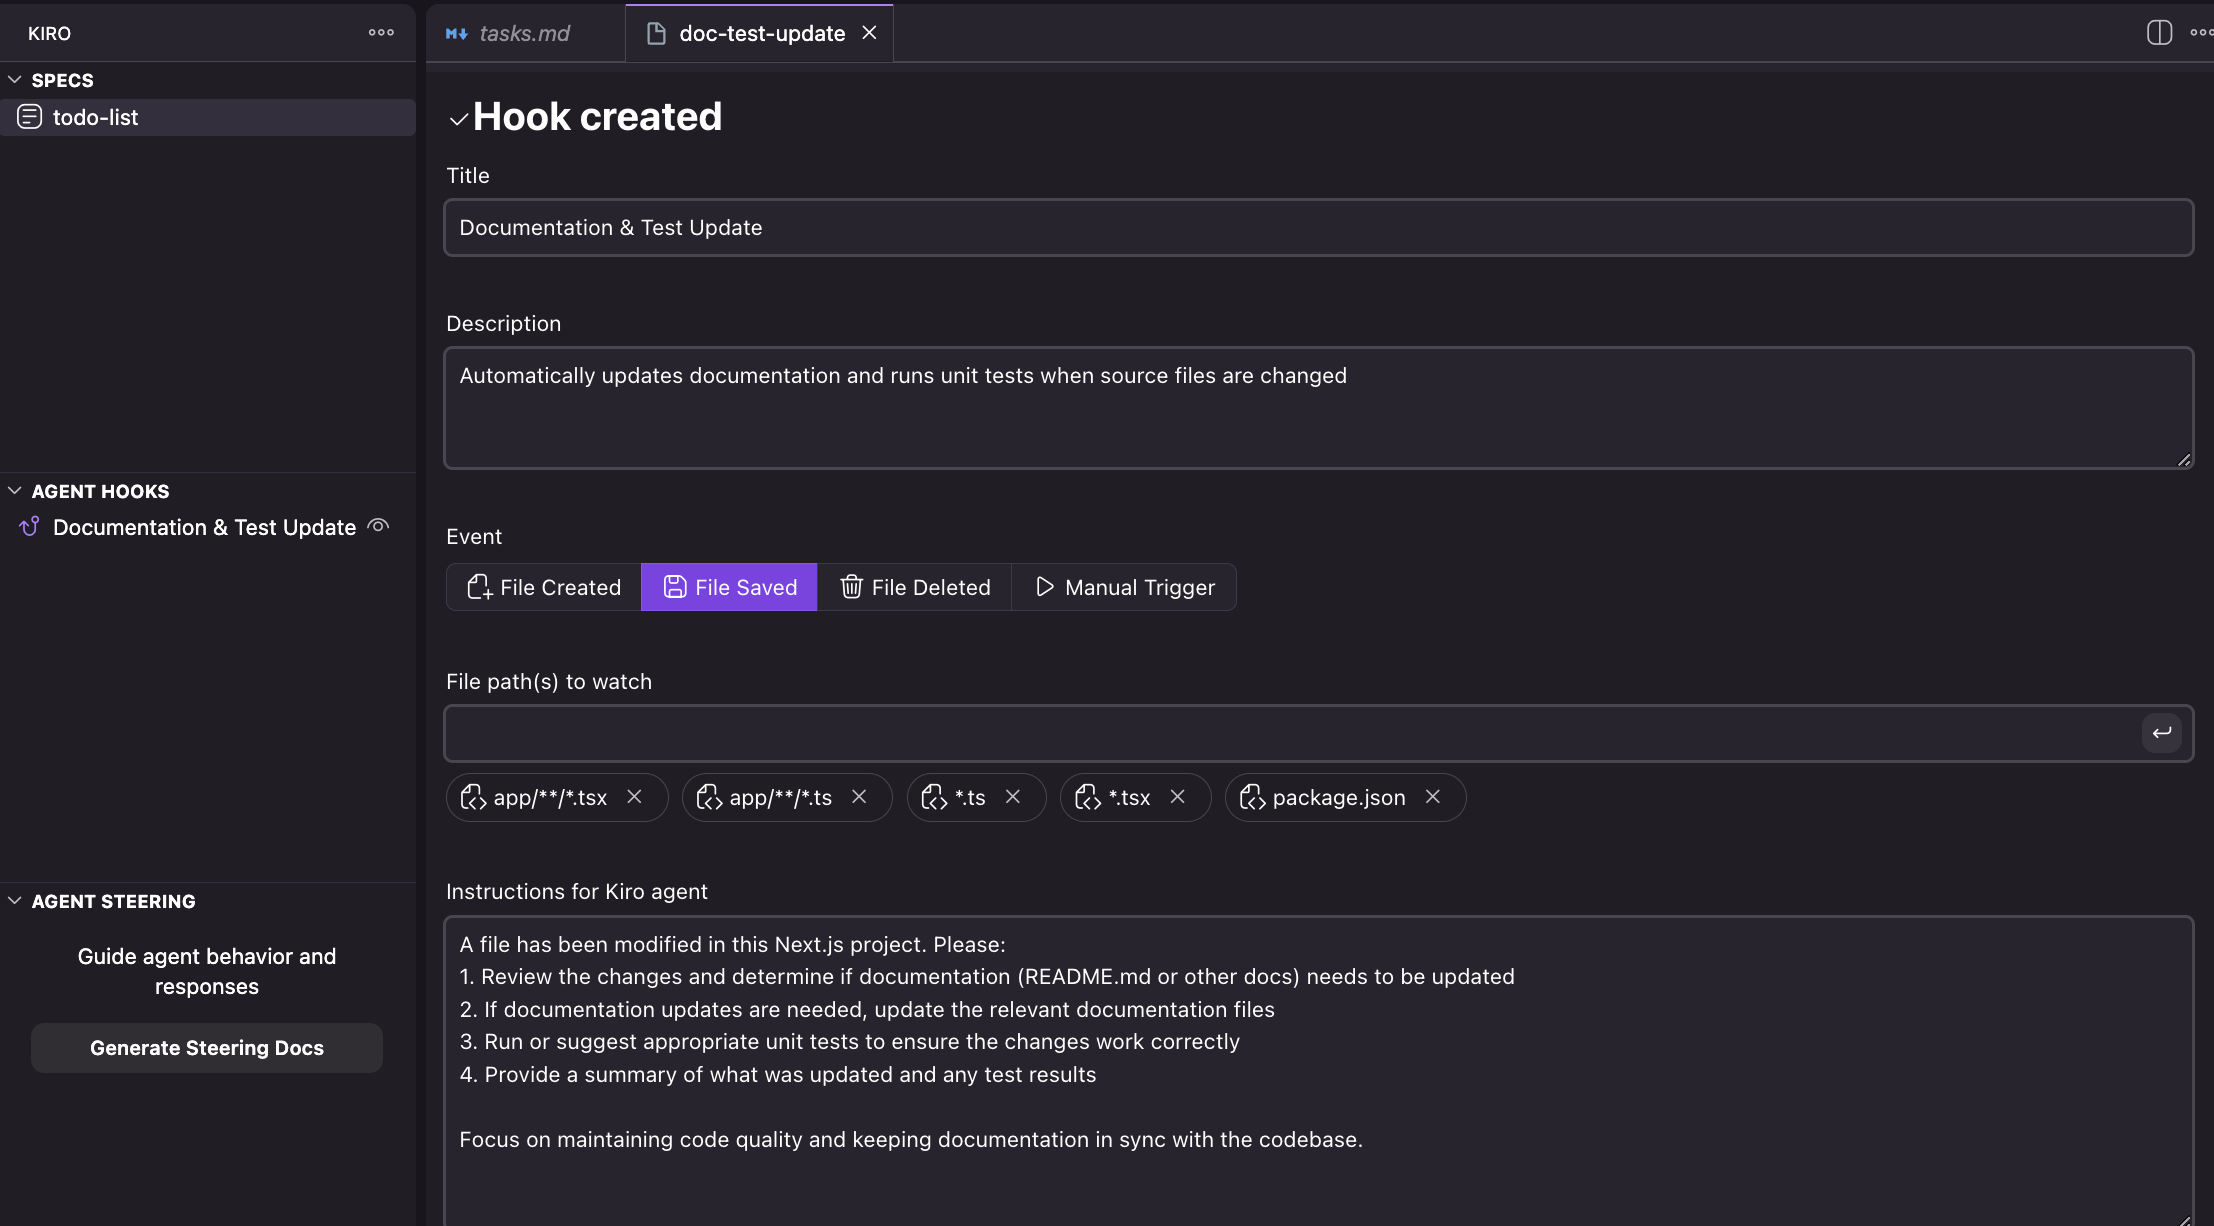 KIRO
SPECS
todo-list
AGENT HOOKS
Documentation & Test Update
AGENT STEERING
Guide agent behavior and
responses
Generate Steering Docs
tasks.md
doc-test-update
Hook created
Title
Documentation & Test Update
Description
Automatically updates documentation and runs unit tests when source files are changed
Event
File Created File Saved File Deleted Manual Trigger
File path(s) to watch
app/**/*.tsx app/**/*.ts *.ts *.tsx package.json
Instructions for Kiro agent
A file has been modified in this Next.js project. Please:
1. Review the changes and determine if documentation (README.md or other docs) needs to be updated
2. If documentation updates are needed, update the relevant documentation files
3. Run or suggest appropriate unit tests to ensure the changes work correctly
4. Provide a summary of what was updated and any test results
Focus on maintaining code quality and keeping documentation in sync with the codebase.